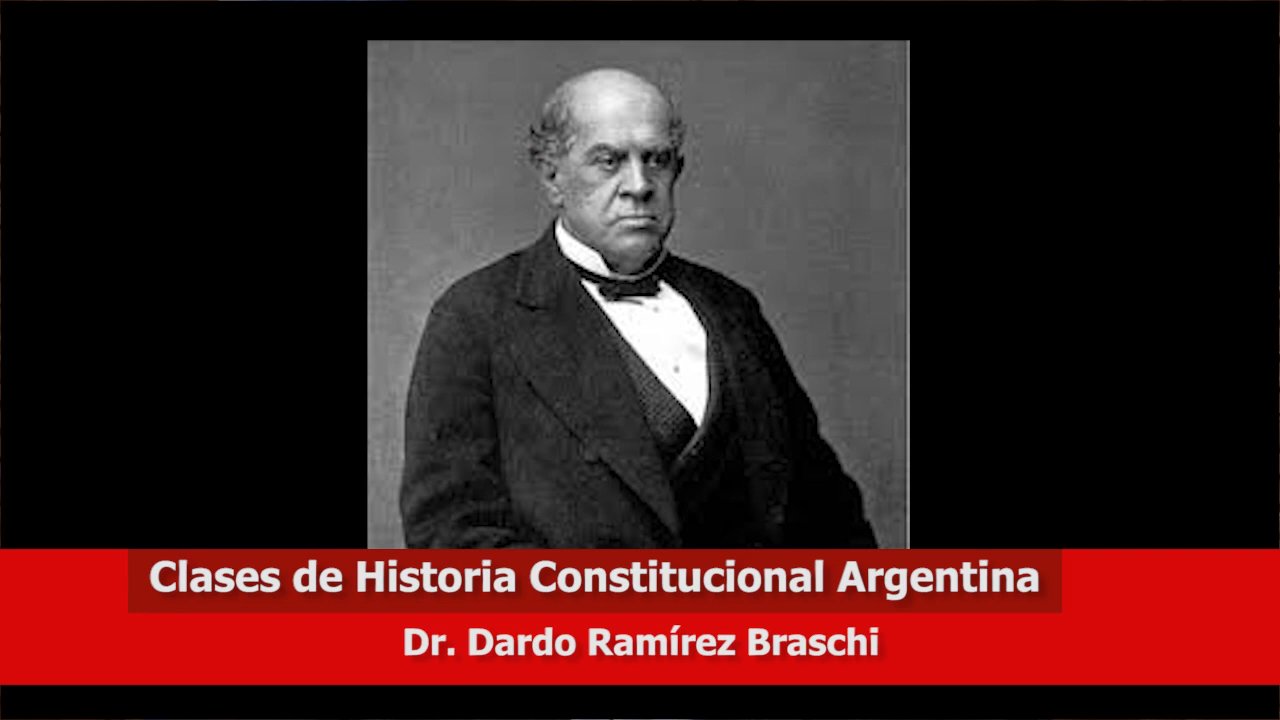 Clases de Historia Constitucional Argentina
Dr. Dardo Ramírez Braschi